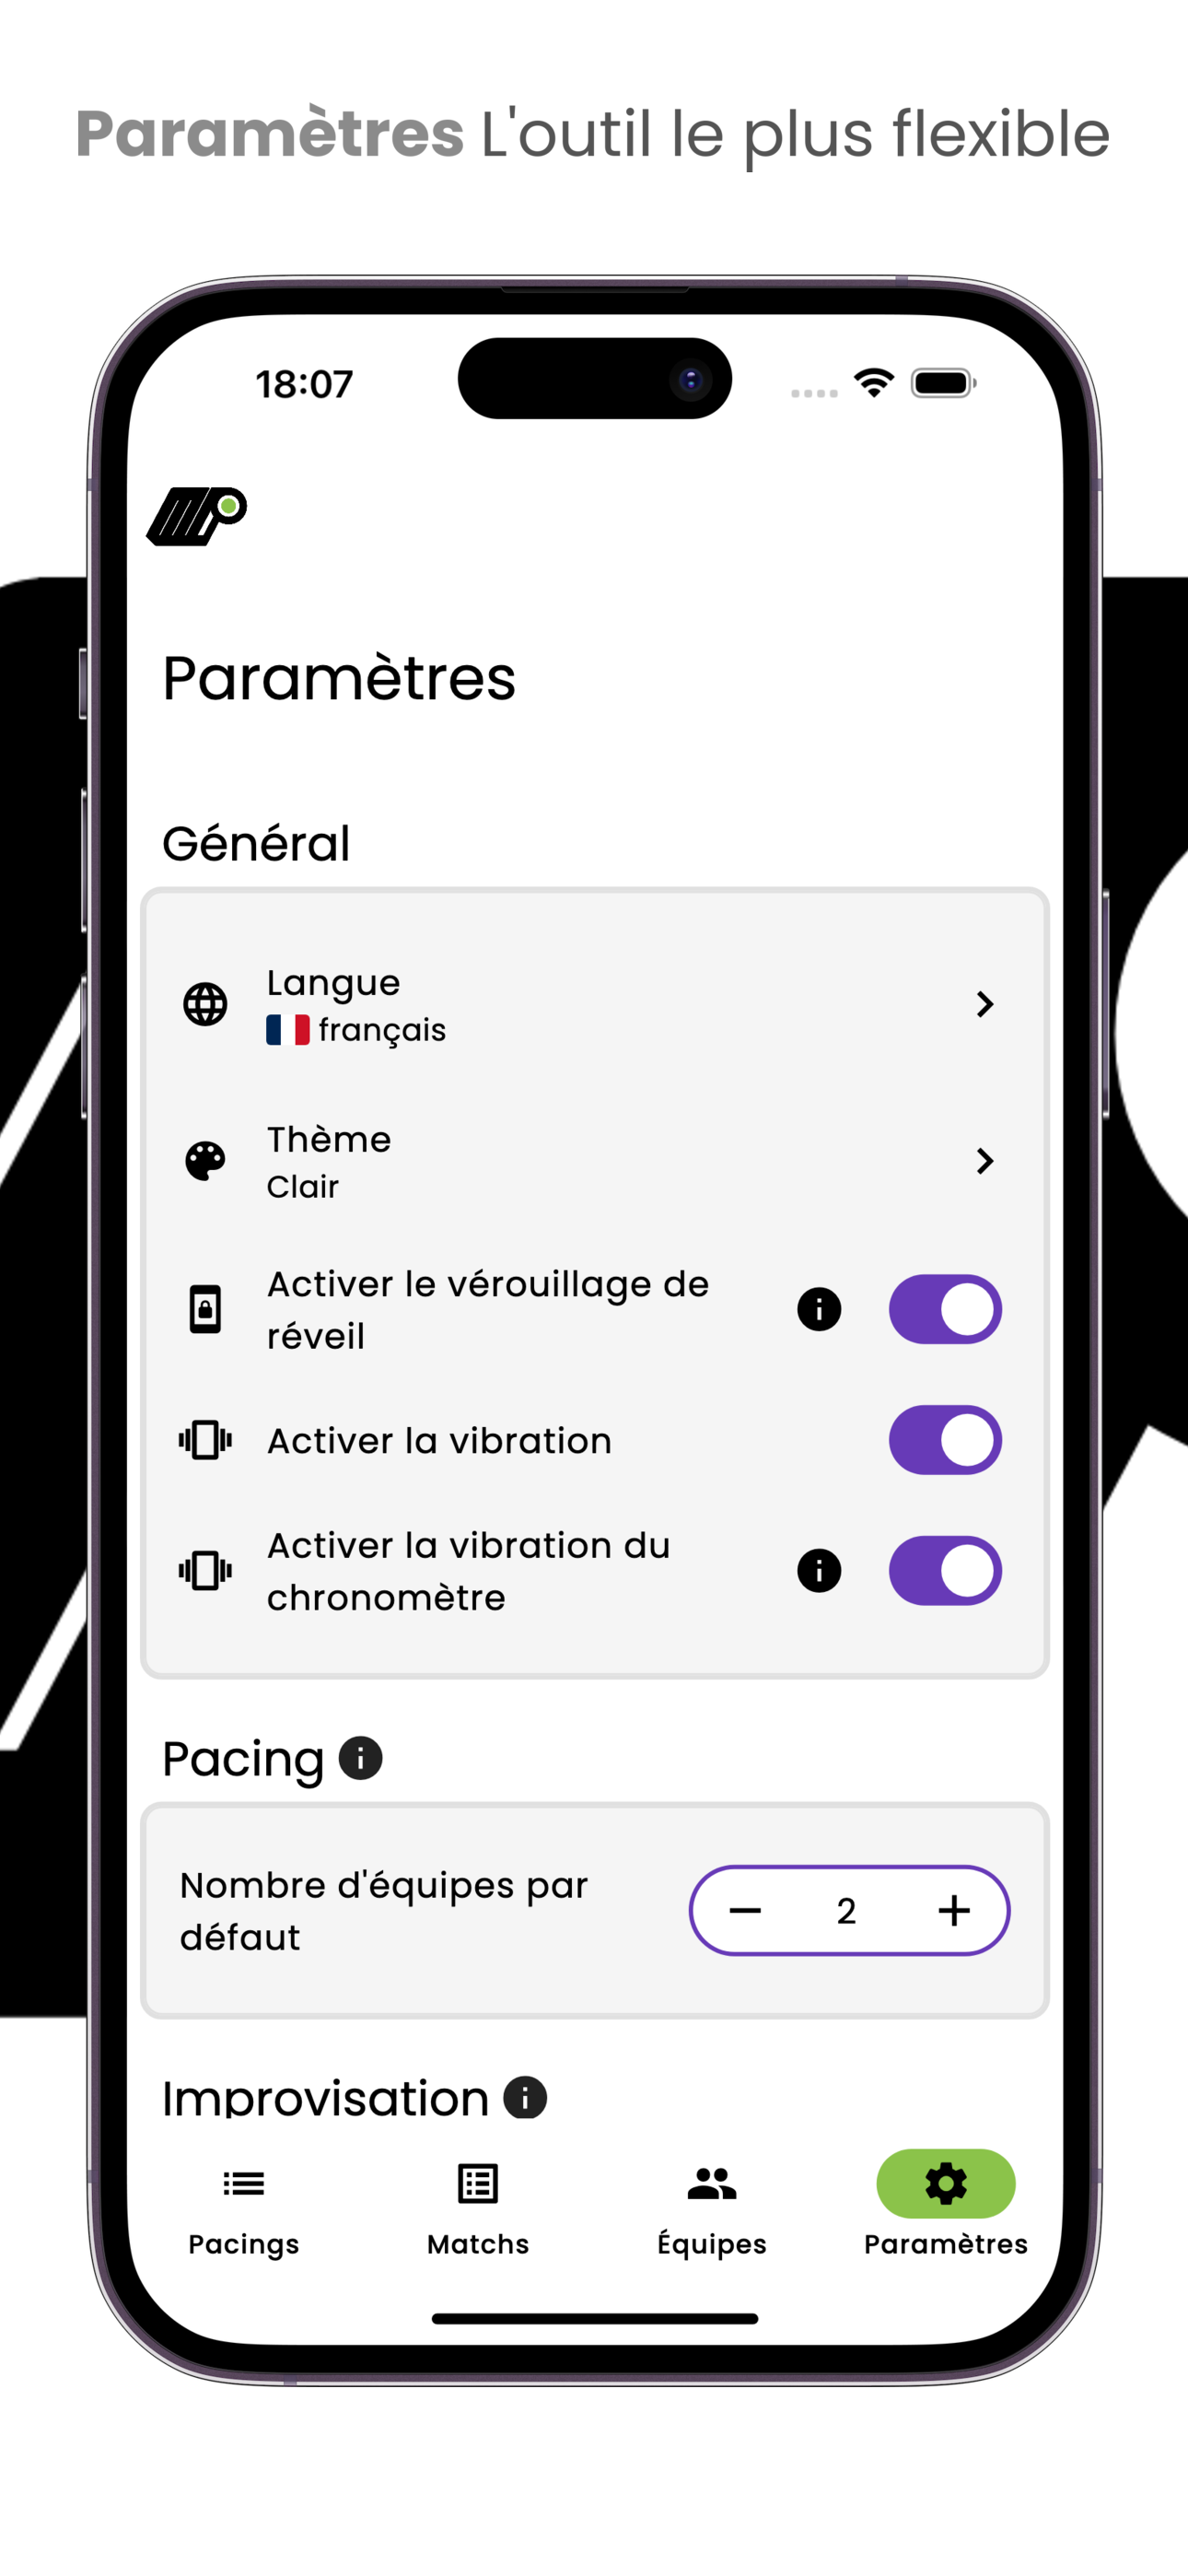 Paramètres L'outil le plus flexible
18:07
Paramètres
Général
Langue
français
Thème
Clair
Activer le vérouillage de
réveil
Activer la vibration
Activer la vibration du
chronomètre
Pacing
Nombre d'équipes par
défaut
2
Improvisation
Pacings
Matchs
Équipes
Paramètres